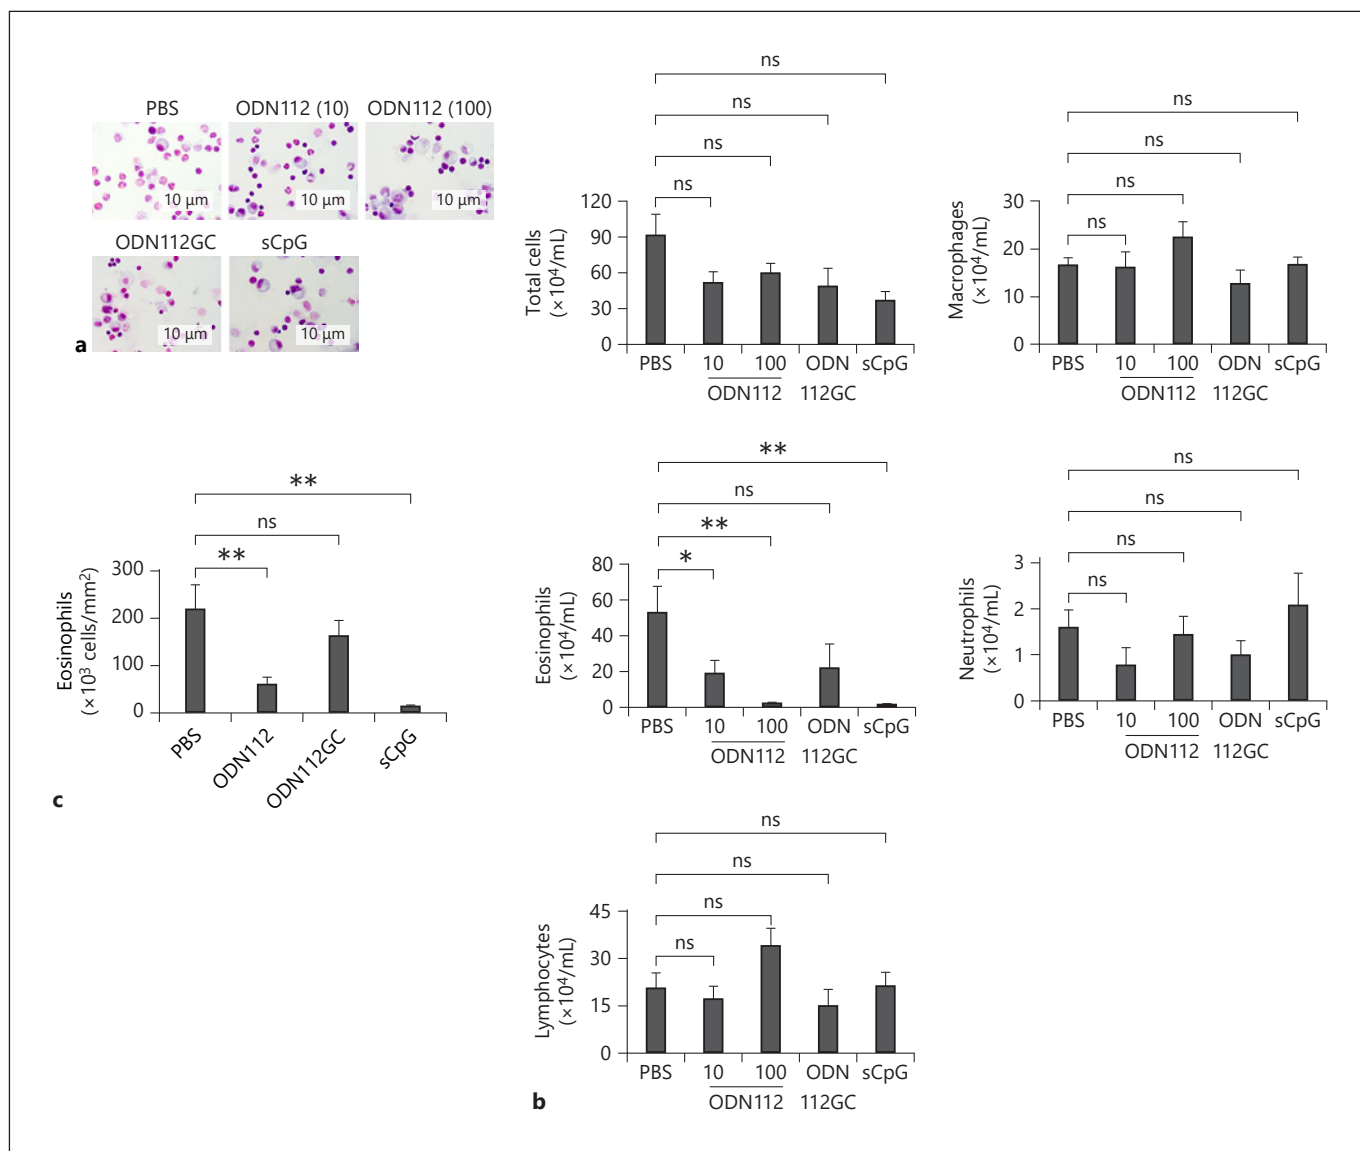 PBS ODN112 (10) ODN112 (100)
10 µm 10 µm 10 µm
ODN112GC sCpG
10 µm 10 µm
a
ns
ns
ns
ns
120
90
60
30
0
Total cells
(×10⁴/mL)
PBS 10 100 ODN sCpG
ODN112 112GC
ns
ns
ns
ns
30
20
10
0
Macrophages
(×10⁴/mL)
PBS 10 100 ODN sCpG
ODN112 112GC
**
ns
**
300
200
100
0
Eosinophils
(×10³ cells/mm²)
PBS ODN112 ODN112GC sCpG
c
**
ns
**
*
80
60
40
20
0
Eosinophils
(×10⁴/mL)
PBS 10 100 ODN sCpG
ODN112 112GC
ns
ns
ns
ns
3
2
1
0
Neutrophils
(×10⁴/mL)
PBS 10 100 ODN sCpG
ODN112 112GC
ns
ns
ns
ns
45
30
15
0
Lymphocytes
(×10⁴/mL)
PBS 10 100 ODN sCpG
ODN112 112GC
b